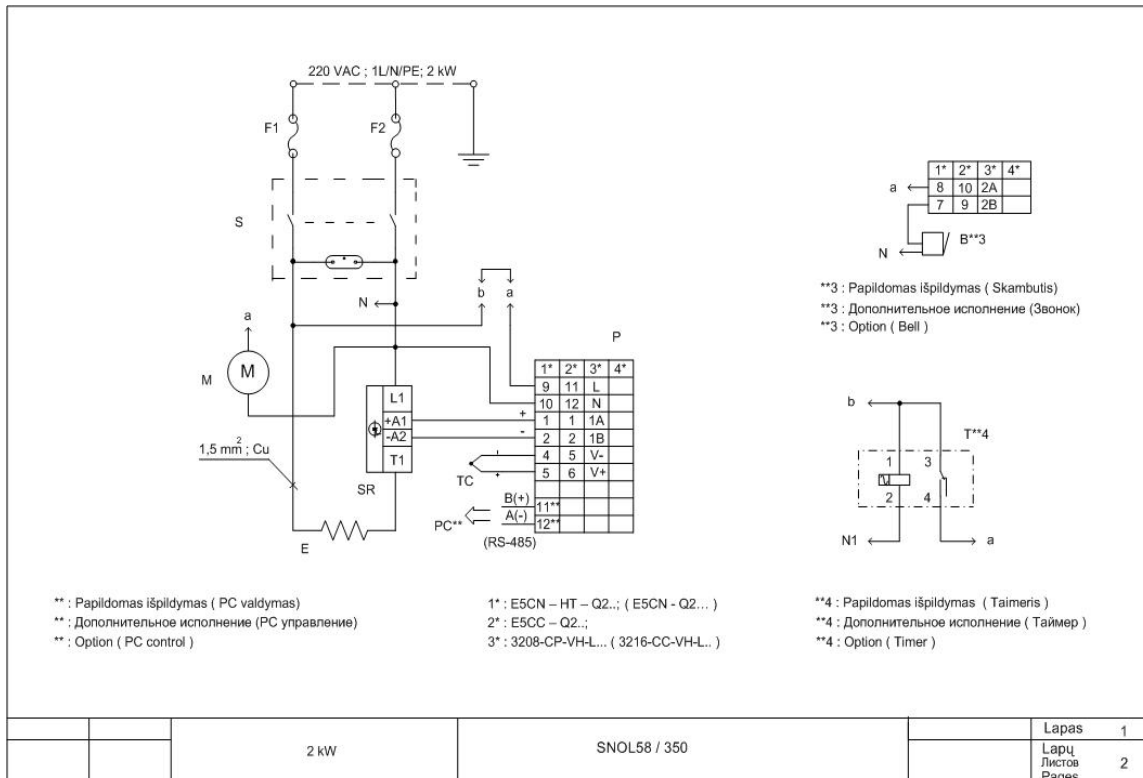 220 VAC ; 1L/N/PE; 2 kW
F1
F2
S
N
b
a
a
M
M
P
1* 2* 3* 4*
9 11 L
10 12 N
+ 1 1 1A
- 2 2 1B
- 4 5 V-
+ 5 6 V+
TC
B(+) 11**
A(-) 12**
PC**
(RS-485)
L1
+A1
-A2
T1
SR
1,5 mm² ; Cu
E
1* 2* 3* 4*
a 8 10 2A
7 9 2B
N
B**3
**3 : Papildomas išpildymas ( Skambutis)
**3 : Дополнительное исполнение (Звонок)
**3 : Option ( Bell )
b
T**4
1 3
2 4
N1
a
** : Papildomas išpildymas ( PC valdymas)
** : Дополнительное исполнение (PC управление)
** : Option ( PC control )
1* : E5CN – HT – Q2..; ( E5CN - Q2... )
2* : E5CC – Q2..;
3* : 3208-CP-VH-L... ( 3216-CC-VH-L.. )
**4 : Papildomas išpildymas ( Taimeris )
**4 : Дополнительное исполнение ( Таймер )
**4 : Option ( Timer )
2 kW
SNOL58 / 350
Lapas 1
Lapų
Листов 2
Pages